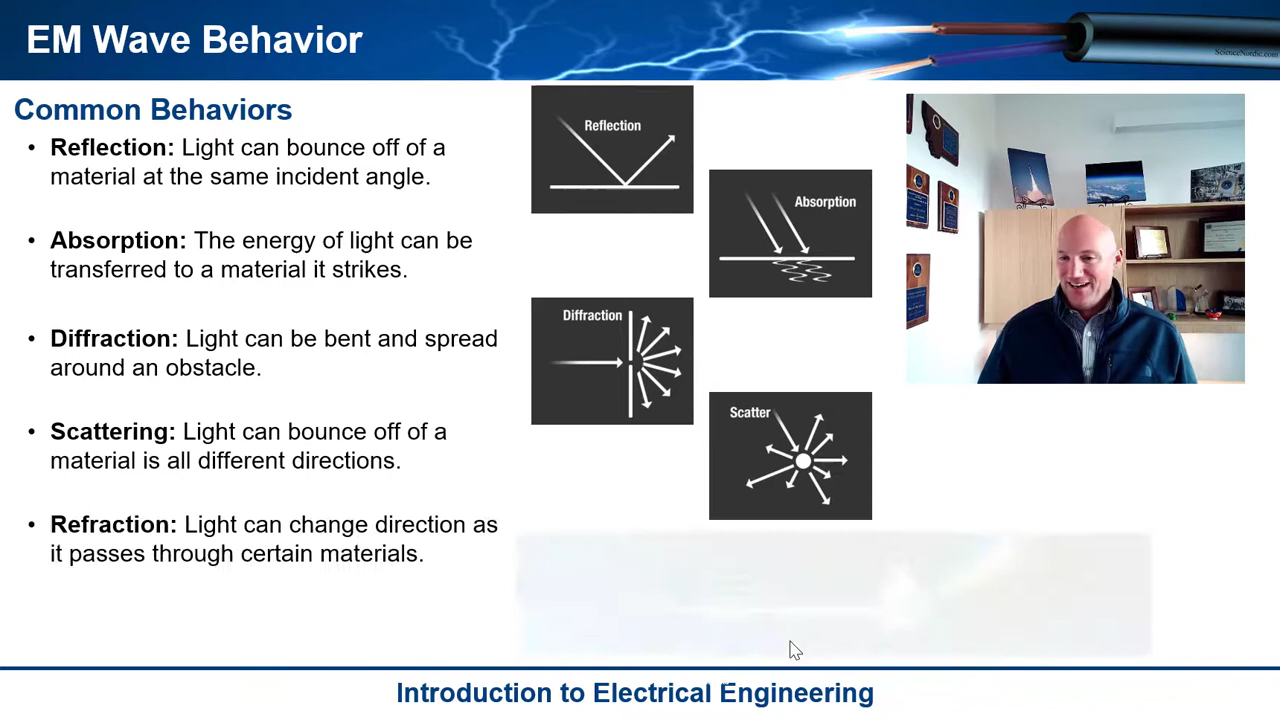 EM Wave Behavior
ScienceNordic.com
Common Behaviors
• Reflection: Light can bounce off of a
material at the same incident angle.
• Absorption: The energy of light can be
transferred to a material it strikes.
• Diffraction: Light can be bent and spread
around an obstacle.
• Scattering: Light can bounce off of a
material is all different directions.
• Refraction: Light can change direction as
it passes through certain materials.
Reflection
Absorption
Diffraction
Scatter
Introduction to Electrical Engineering